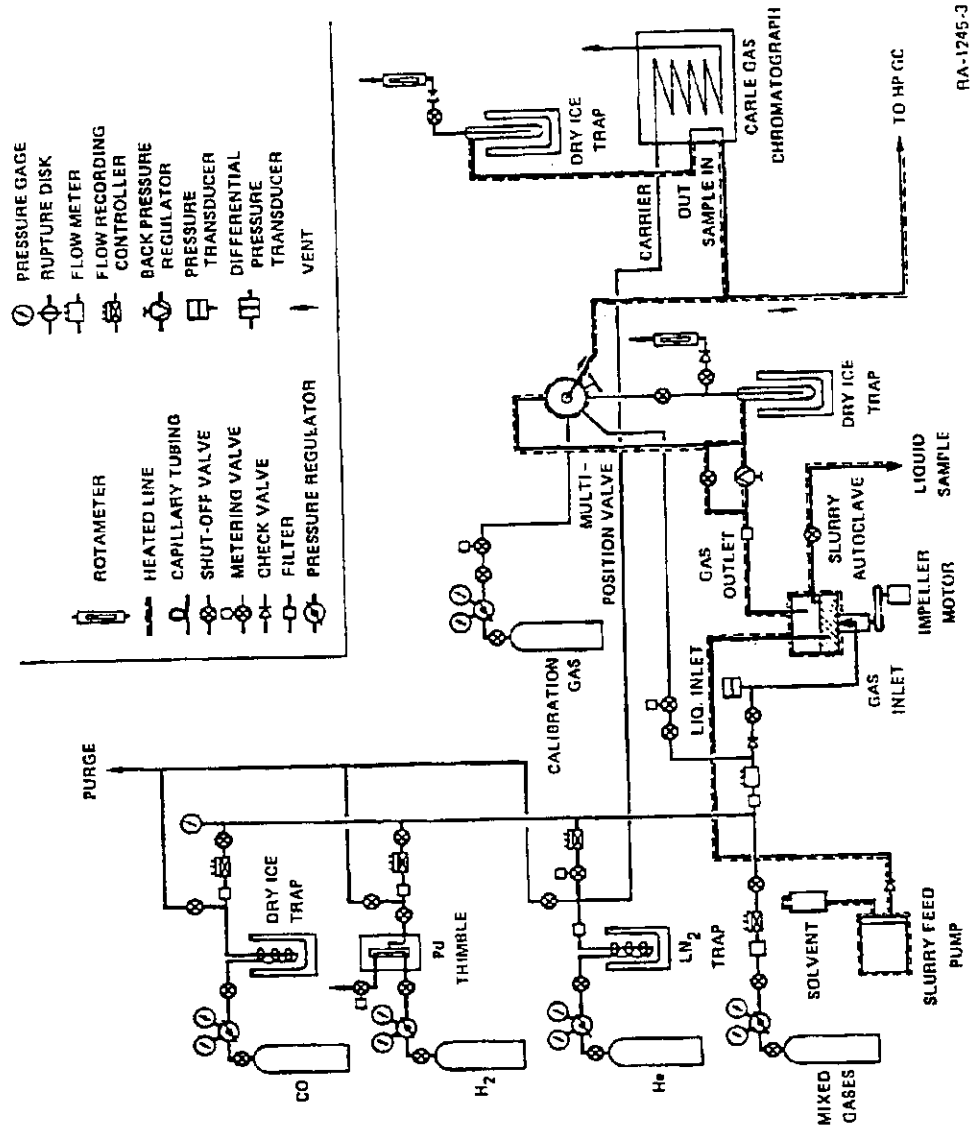 PURGE
CO
DRY ICE
TRAP
H2
Pd
THIMBLE
He
LN2
TRAP
MIXED
GASES
SOLVENT
SLURRY FEED
PUMP
CALIBRATION
GAS
LIQ. INLET
GAS
INLET
MULTI-
POSITION VALVE
GAS
OUTLET
SLURRY
AUTOCLAVE
IMPELLER
MOTOR
LIQUID
SAMPLE
DRY ICE
TRAP
CARRIER
OUT
SAMPLE IN
DRY ICE
TRAP
CARLE GAS
CHROMATOGRAPH
TO HP GC
ROTAMETER
HEATED LINE
CAPILLARY TUBING
SHUT-OFF VALVE
METERING VALVE
CHECK VALVE
FILTER
PRESSURE REGULATOR
PRESSURE GAGE
RUPTURE DISK
FLOW METER
FLOW RECORDING
CONTROLLER
BACK PRESSURE
REGULATOR
PRESSURE
TRANSDUCER
DIFFERENTIAL
PRESSURE
TRANSDUCER
VENT
RA-1245-3